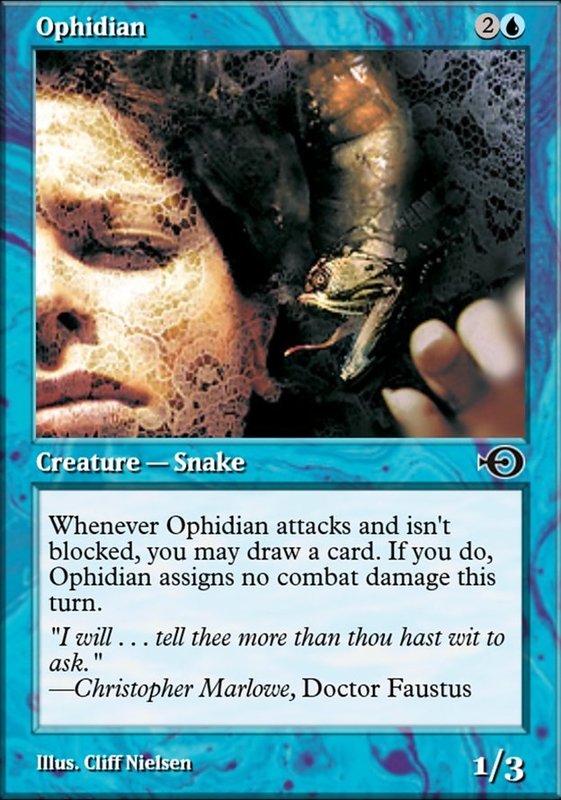 Ophidian 2
Creature — Snake
Whenever Ophidian attacks and isn't
blocked, you may draw a card. If you do,
Ophidian assigns no combat damage this
turn.
"I will . . . tell thee more than thou hast wit to
ask."
—Christopher Marlowe, Doctor Faustus
Illus. Cliff Nielsen 1/3